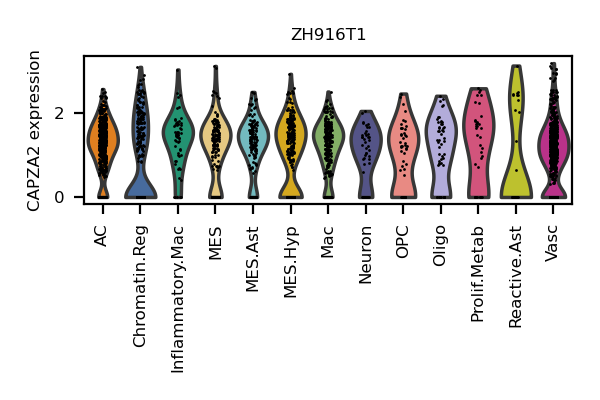 ZH916T1
CAPZA2 expression
2
0
AC
Chromatin.Reg
Inflammatory.Mac
MES
MES.Ast
MES.Hyp
Mac
Neuron
OPC
Oligo
Prolif.Metab
Reactive.Ast
Vasc